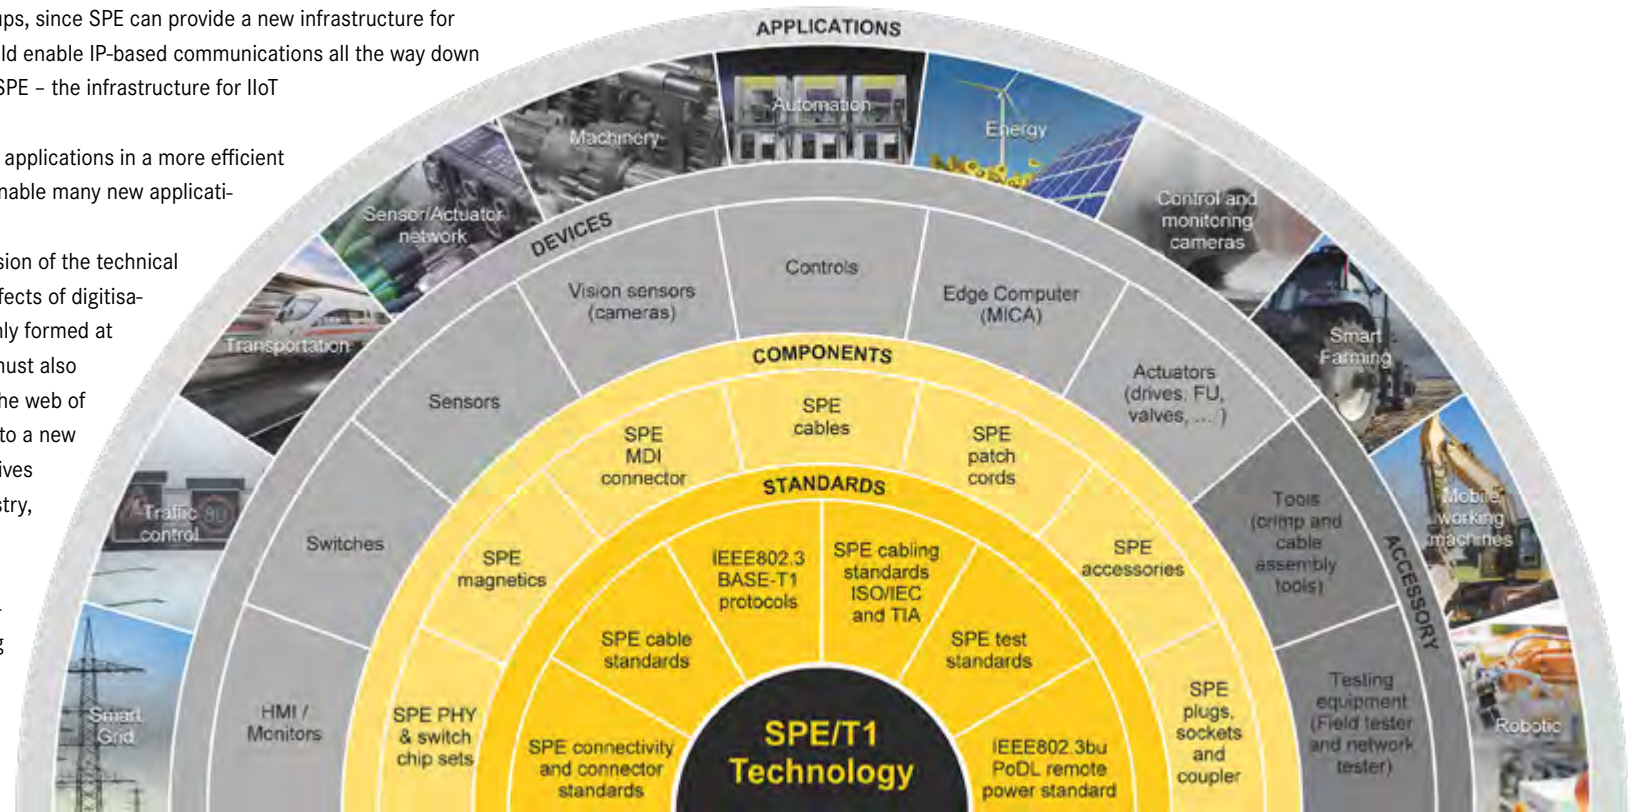 ups, since SPE can provide a new infrastructure for
ld enable IP-based communications all the way down
SPE – the infrastructure for IIoT
applications in a more efficient
nable many new applicati-
sion of the technical
ffects of digitisa-
nly formed at
must also
he web of
to a new
ives
stry,
APPLICATIONS
Smart
Grid
Traffic
control
Transportation
Sensor/Actuator
network
Machinery
Automation
Energy
Control and
monitoring
cameras
Smart
Farming
Mobile
working
machines
Robotic
DEVICES
HMI /
Monitors
Switches
Sensors
Vision sensors
(cameras)
Controls
Edge Computer
(MICA)
Actuators
(drives, FU,
valves, ... )
ACCESSORY
Tools
(crimp and
cable
assembly
tools)
Testing
equipment
(Field tester
and network
tester)
COMPONENTS
SPE PHY
& switch
chip sets
SPE
magnetics
SPE
MDI
connector
SPE
cables
SPE
patch
cords
SPE
accessories
SPE
plugs,
sockets
and
coupler
STANDARDS
SPE connectivity
and connector
standards
SPE cable
standards
IEEE802.3
BASE-T1
protocols
SPE cabling
standards
ISO/IEC
and TIA
SPE test
standards
IEEE802.3bu
PoDL remote
power standard
SPE/T1
Technology